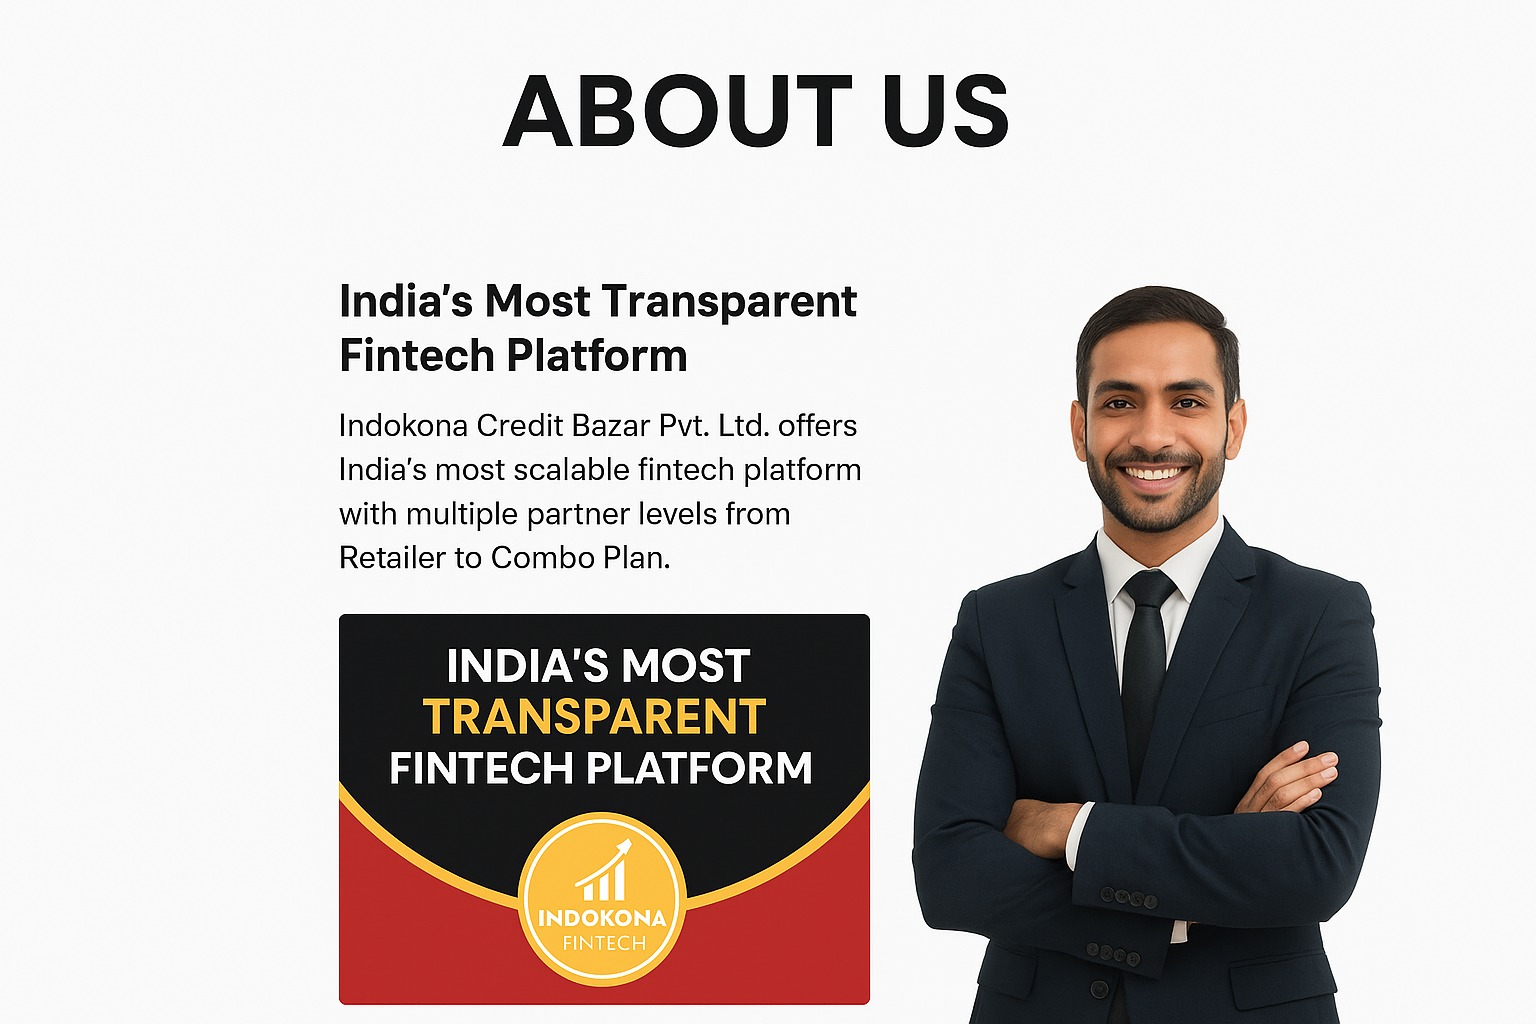 ABOUT US
India's Most Transparent
Fintech Platform
Indokona Credit Bazar Pvt. Ltd. offers
India's most scalable fintech platform
with multiple partner levels from
Retailer to Combo Plan.
INDIA'S MOST
TRANSPARENT
FINTECH PLATFORM
INDOKONA
FINTECH